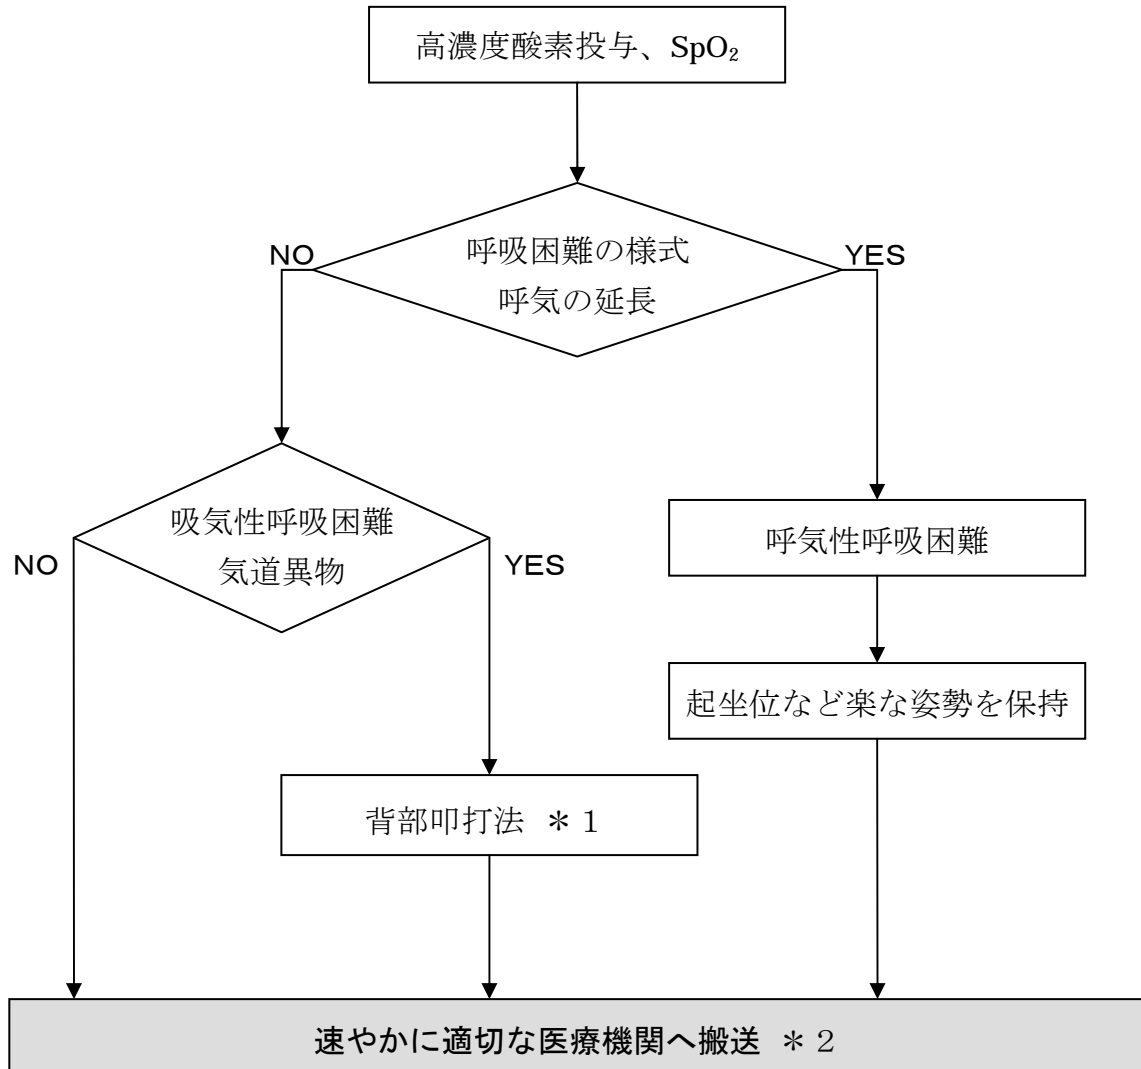 高濃度酸素投与、SpO₂
NO
呼吸困難の様式
呼気の延長
YES
NO
吸気性呼吸困難
気道異物
YES
呼気性呼吸困難
起坐位など楽な姿勢を保持
背部叩打法 ＊１
速やかに適切な医療機関へ搬送 ＊２